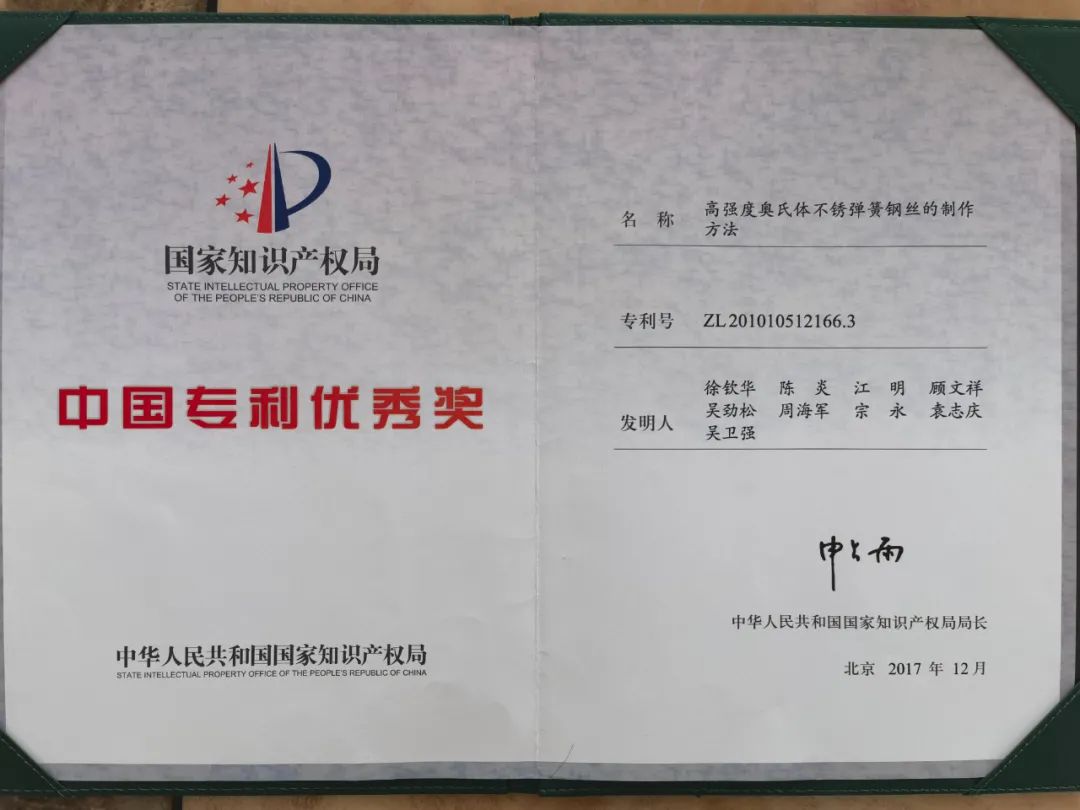 国家知识产权局
STATE INTELLECTUAL PROPERTY OFFICE
OF THE PEOPLE'S REPUBLIC OF CHINA
中国专利优秀奖
中华人民共和国国家知识产权局
STATE INTELLECTUAL PROPERTY OFFICE OF THE PEOPLE'S REPUBLIC OF CHINA
名 称 高强度奥氏体不锈弹簧钢丝的制作
方法
专利号 ZL201010512166.3
发明人 徐钦华 陈 炎 江 明 顾文祥
吴劲松 周海军 宗 永 袁志庆
吴卫强
申长雨
中华人民共和国国家知识产权局局长
北京 2017 年 12 月